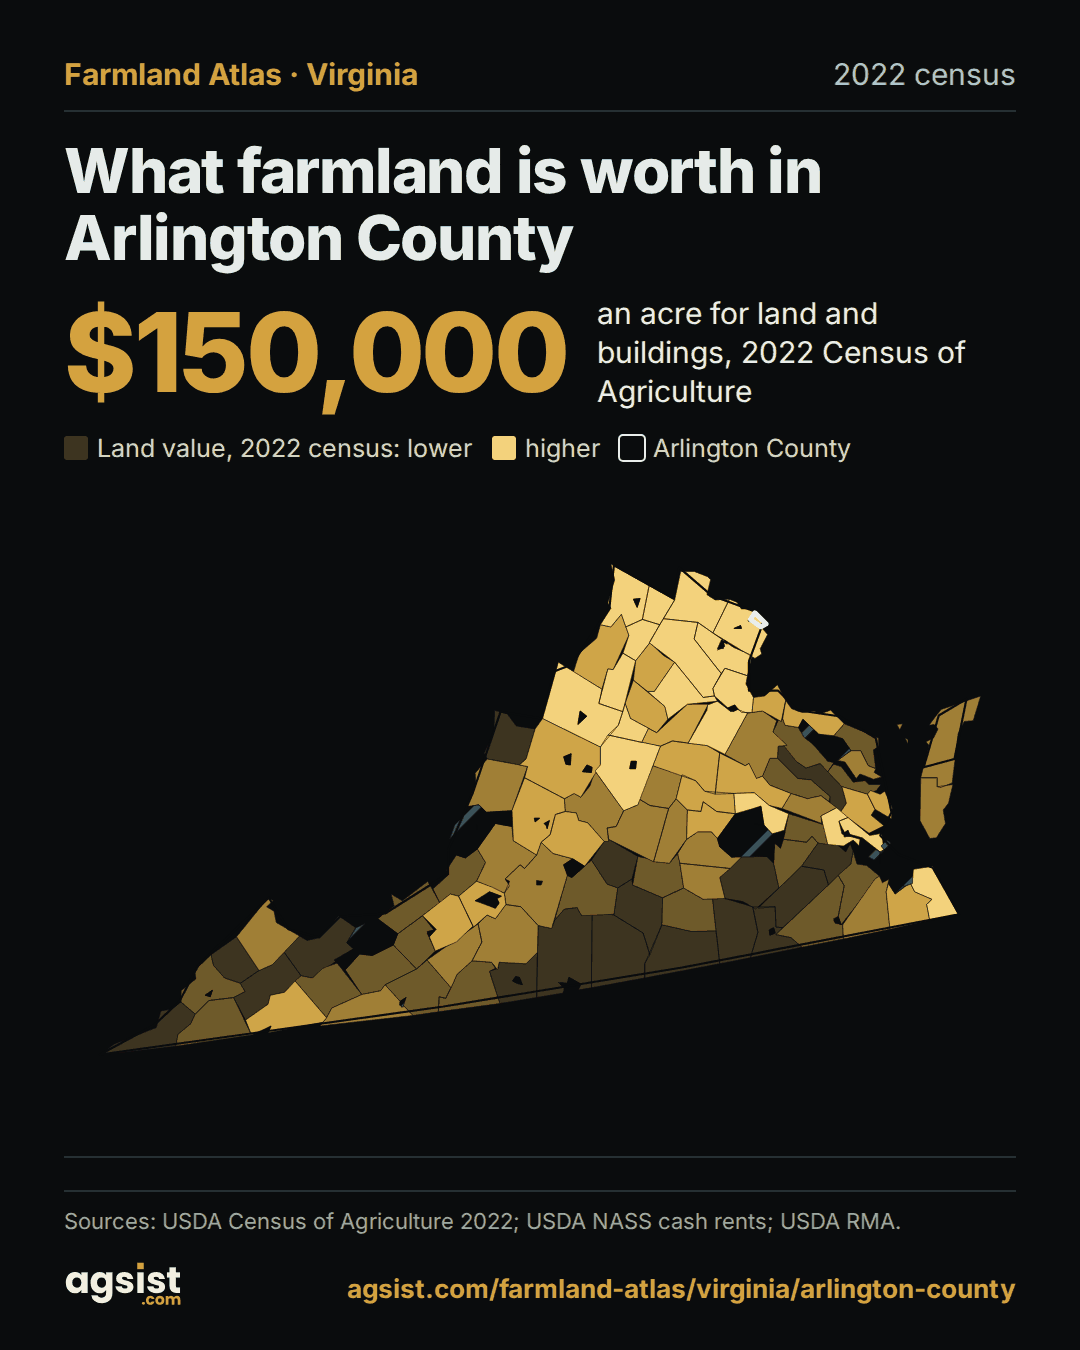 Farmland Atlas · Virginia
2022 census
What farmland is worth in
Arlington County
$150,000
an acre for land and
buildings, 2022 Census of
Agriculture
Land value, 2022 census: lower
higher
Arlington County
Sources: USDA Census of Agriculture 2022; USDA NASS cash rents; USDA RMA.
agsist
.com
agsist.com/farmland-atlas/virginia/arlington-county